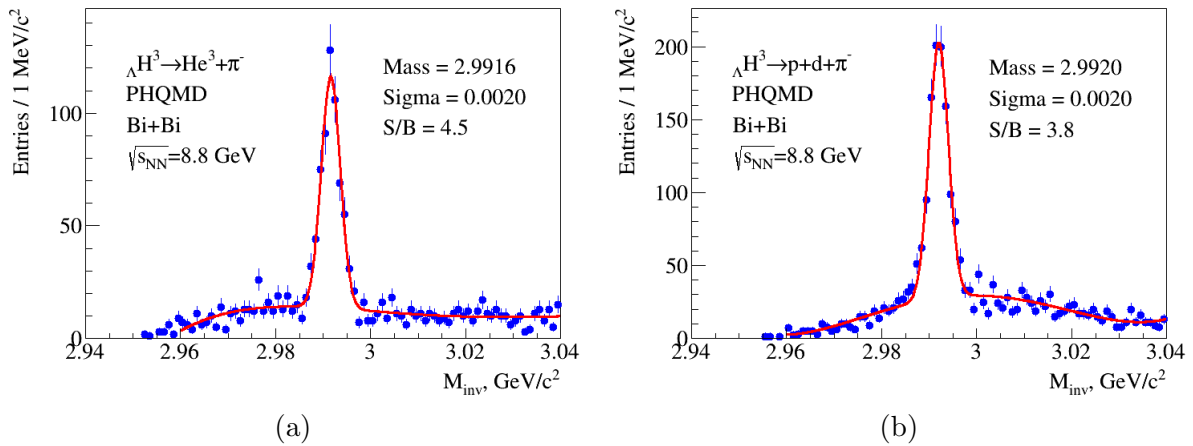 Entries / 1 MeV/c²
100
50
0
ΛH³→He³+π⁻
PHQMD
Bi+Bi
√sNN=8.8 GeV
Mass = 2.9916
Sigma = 0.0020
S/B = 4.5
2.94 2.96 2.98 3 3.02 3.04
Minv, GeV/c²
(a)
Entries / 1 MeV/c²
200
150
100
50
0
ΛH³→p+d+π⁻
PHQMD
Bi+Bi
√sNN=8.8 GeV
Mass = 2.9920
Sigma = 0.0020
S/B = 3.8
2.94 2.96 2.98 3 3.02 3.04
Minv, GeV/c²
(b)